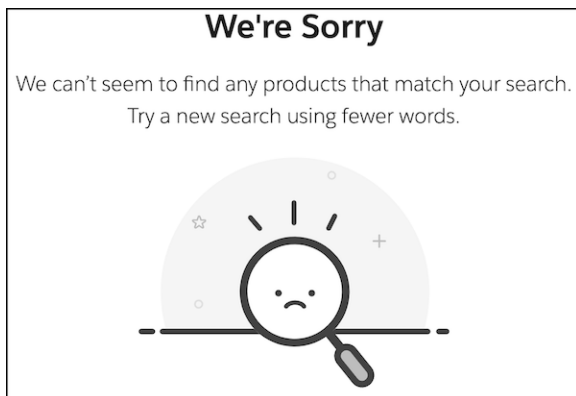 We're Sorry
We can’t seem to find any products that match your search.
Try a new search using fewer words.